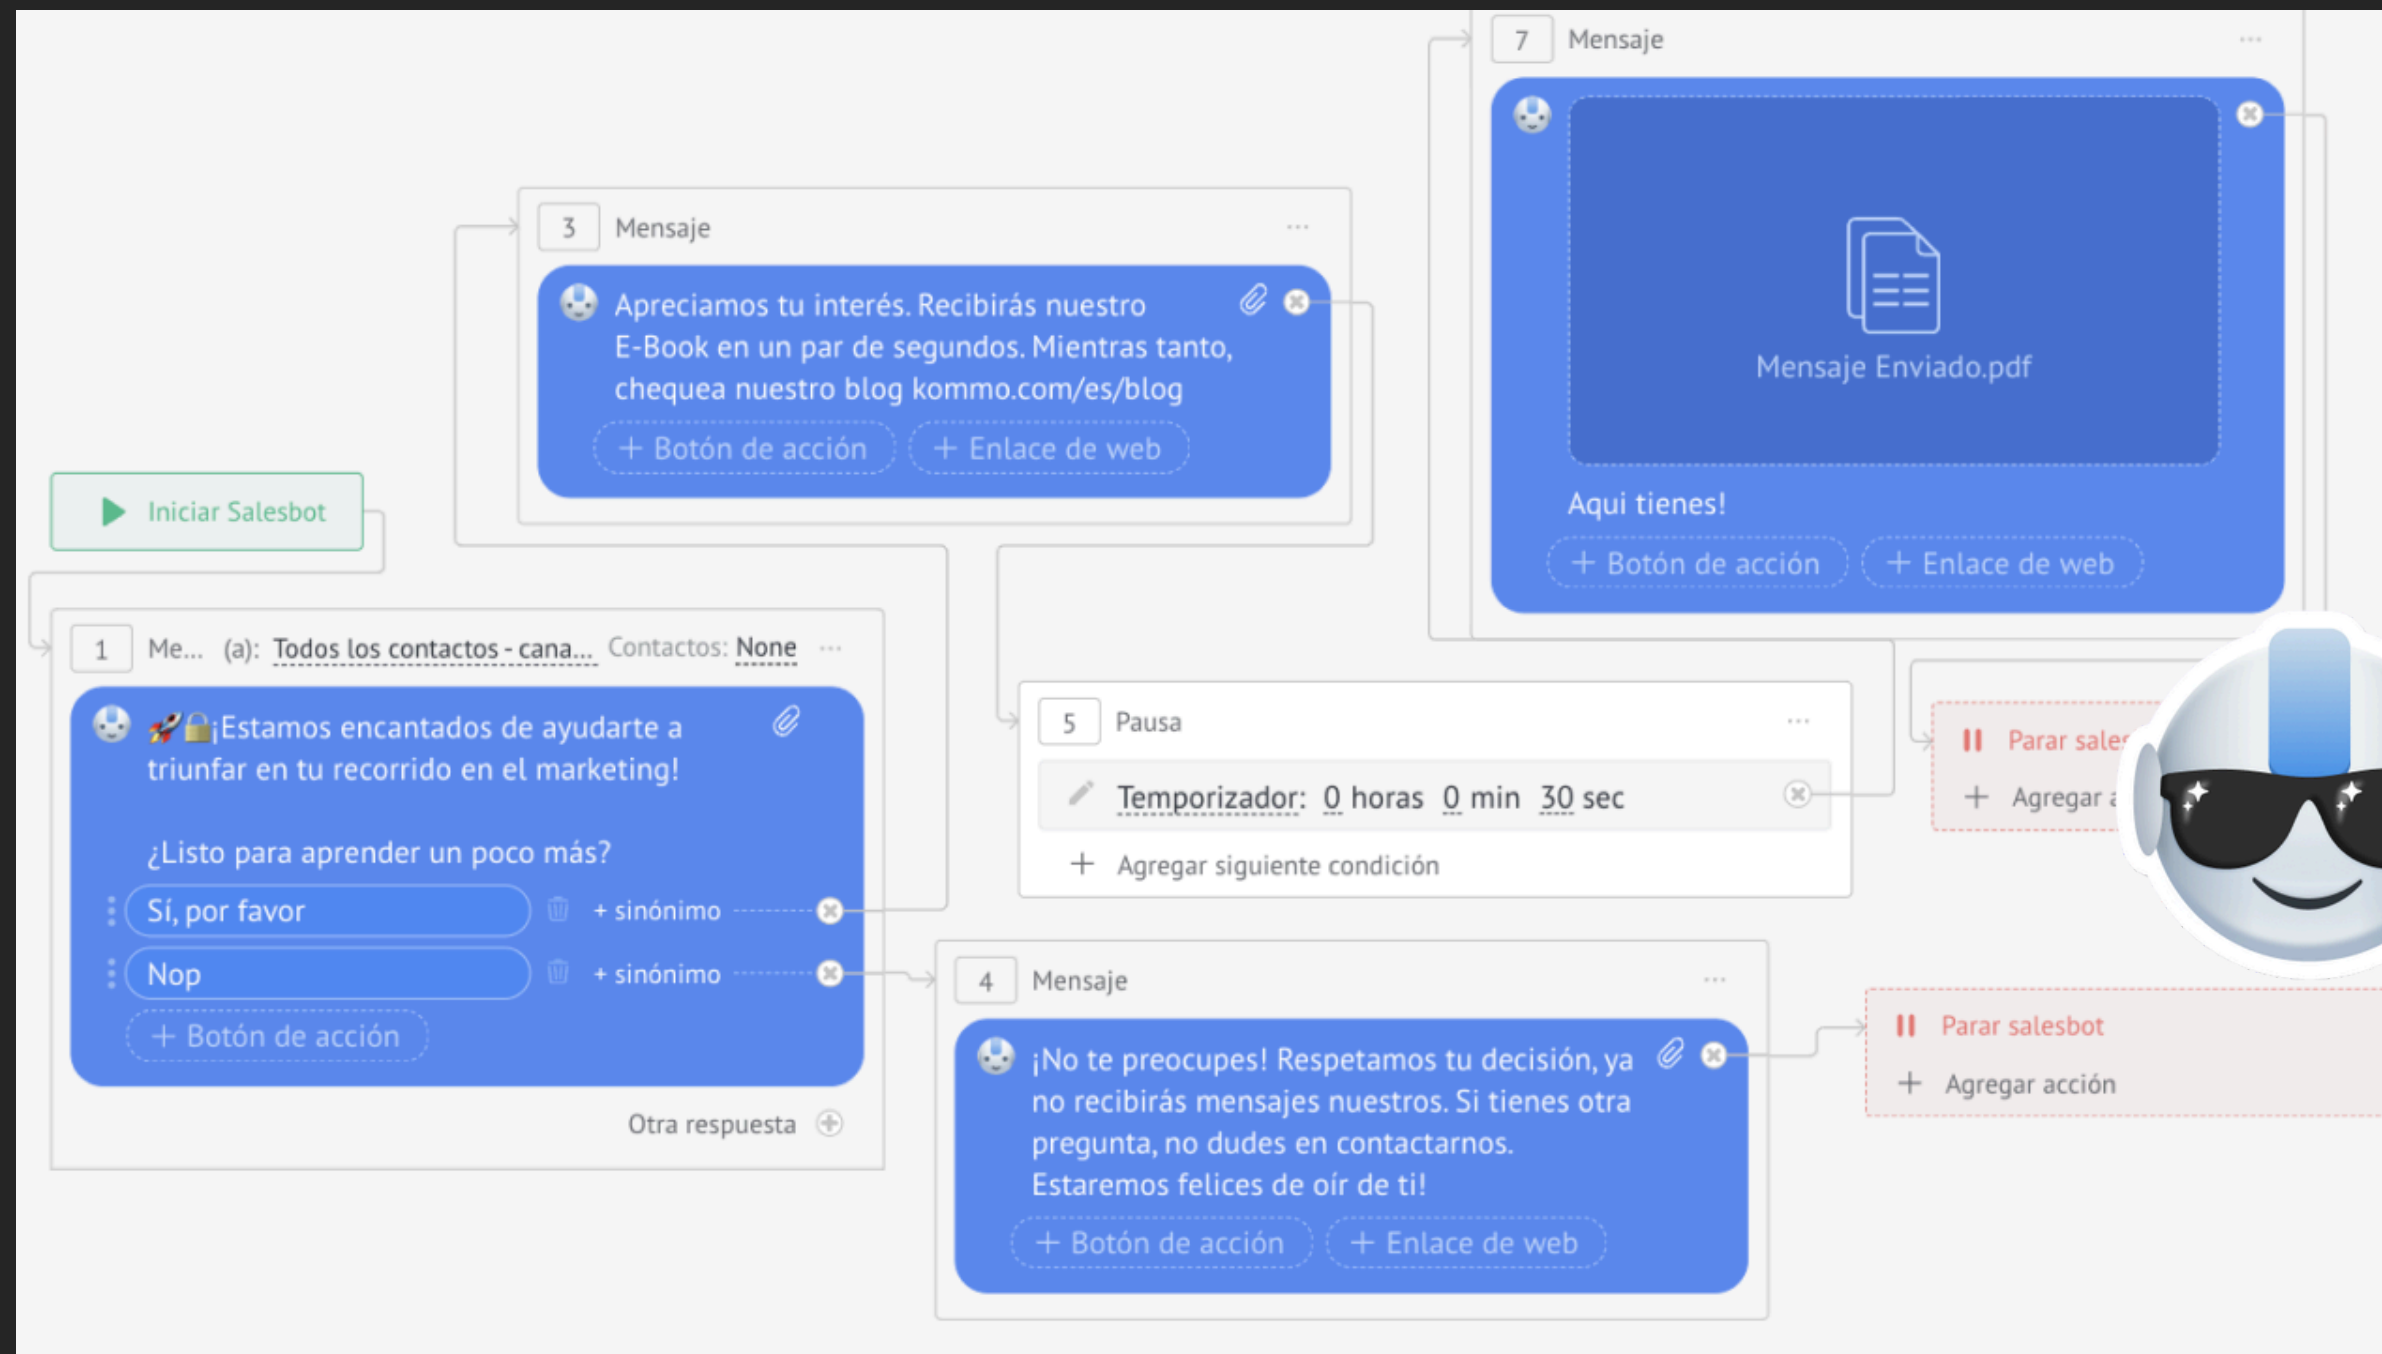 7 Mensaje ...
Mensaje Enviado.pdf
Aqui tienes!
+ Botón de acción + Enlace de web
3 Mensaje ...
Apreciamos tu interés. Recibirás nuestro
E-Book en un par de segundos. Mientras tanto,
chequea nuestro blog kommo.com/es/blog
+ Botón de acción + Enlace de web
Iniciar Salesbot
1 Me... (a): Todos los contactos - cana... Contactos: None ...
🚀🔒¡Estamos encantados de ayudarte a
triunfar en tu recorrido en el marketing!
¿Listo para aprender un poco más?
Sí, por favor + sinónimo
Nop + sinónimo
+ Botón de acción
Otra respuesta
5 Pausa ...
Temporizador: 0 horas 0 min 30 sec
+ Agregar siguiente condición
Parar
+ Agregar
4 Mensaje ...
¡No te preocupes! Respetamos tu decisión, ya
no recibirás mensajes nuestros. Si tienes otra
pregunta, no dudes en contactarnos.
Estaremos felices de oír de ti!
+ Botón de acción + Enlace de web
Parar salesbot
+ Agregar acción